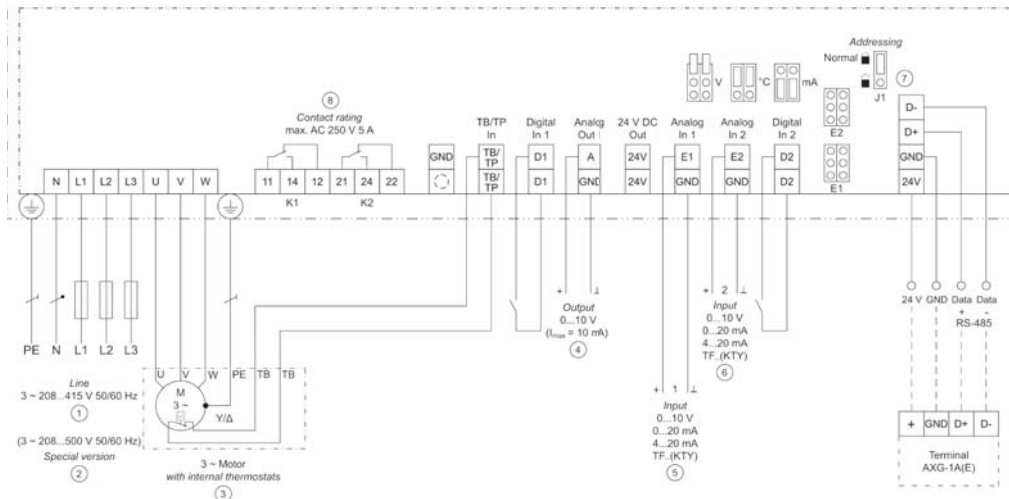 Addressing
Normal
J1
7
V
°C
mA
E2
E1
8
Contact rating
max. AC 250 V 5 A
TB/TP In
Digital In 1
Analog Out
24 V DC Out
Analog In 1
Analog In 2
Digital In 2
N L1 L2 L3 U V W
11 14 12 21 24 22
K1 K2
GND
TB/TP
TB/TP
D1
D1
A
GND
24V
24V
E1
GND
E2
GND
D2
D2
D-
D+
GND
24V
PE N L1 L2 L3
Line
3 ~ 208...415 V 50/60 Hz
1
(3 ~ 208...500 V 50/60 Hz)
Special version
2
U V W PE TB TB
M
3 ~
Y/Δ
3 ~ Motor
with internal thermostats
3
+ ⊥
Output
0...10 V
(Imax = 10 mA)
4
+ 1 ⊥
Input
0...10 V
0...20 mA
4...20 mA
TF..(KTY)
5
+ 2 ⊥
Input
0...10 V
0...20 mA
4...20 mA
TF..(KTY)
6
24 V GND Data Data
+ -
RS-485
+ GND D+ D-
Terminal
AXG-1A(E)